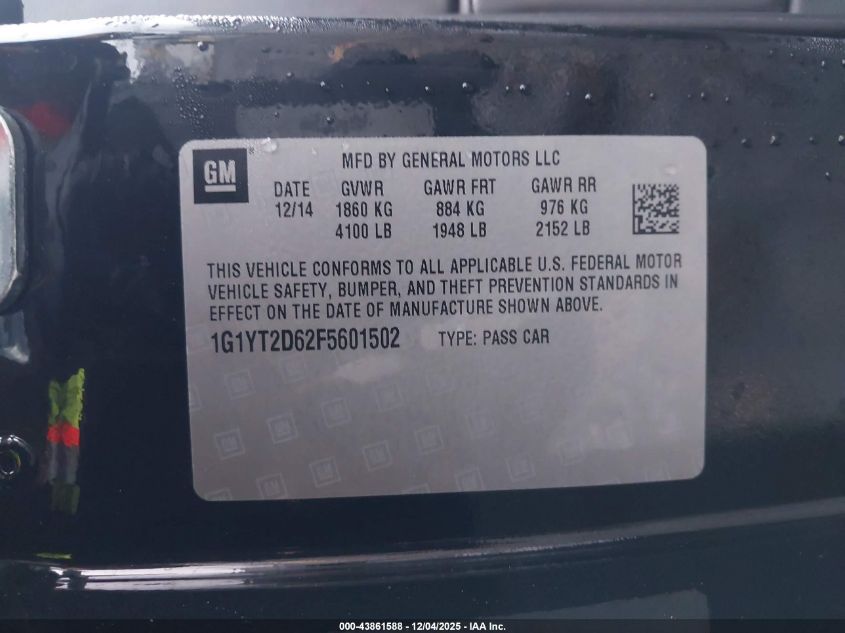 GM®
MFD BY GENERAL MOTORS LLC
DATE GVWR GAWR FRT GAWR RR
12/14 1860 KG 884 KG 976 KG
4100 LB 1948 LB 2152 LB
THIS VEHICLE CONFORMS TO ALL APPLICABLE U.S. FEDERAL MOTOR
VEHICLE SAFETY, BUMPER, AND THEFT PREVENTION STANDARDS IN
EFFECT ON THE DATE OF MANUFACTURE SHOWN ABOVE.
1G1YT2D62F5601502 TYPE: PASS CAR
000-43861588 - 12/04/2025 - IAA Inc.